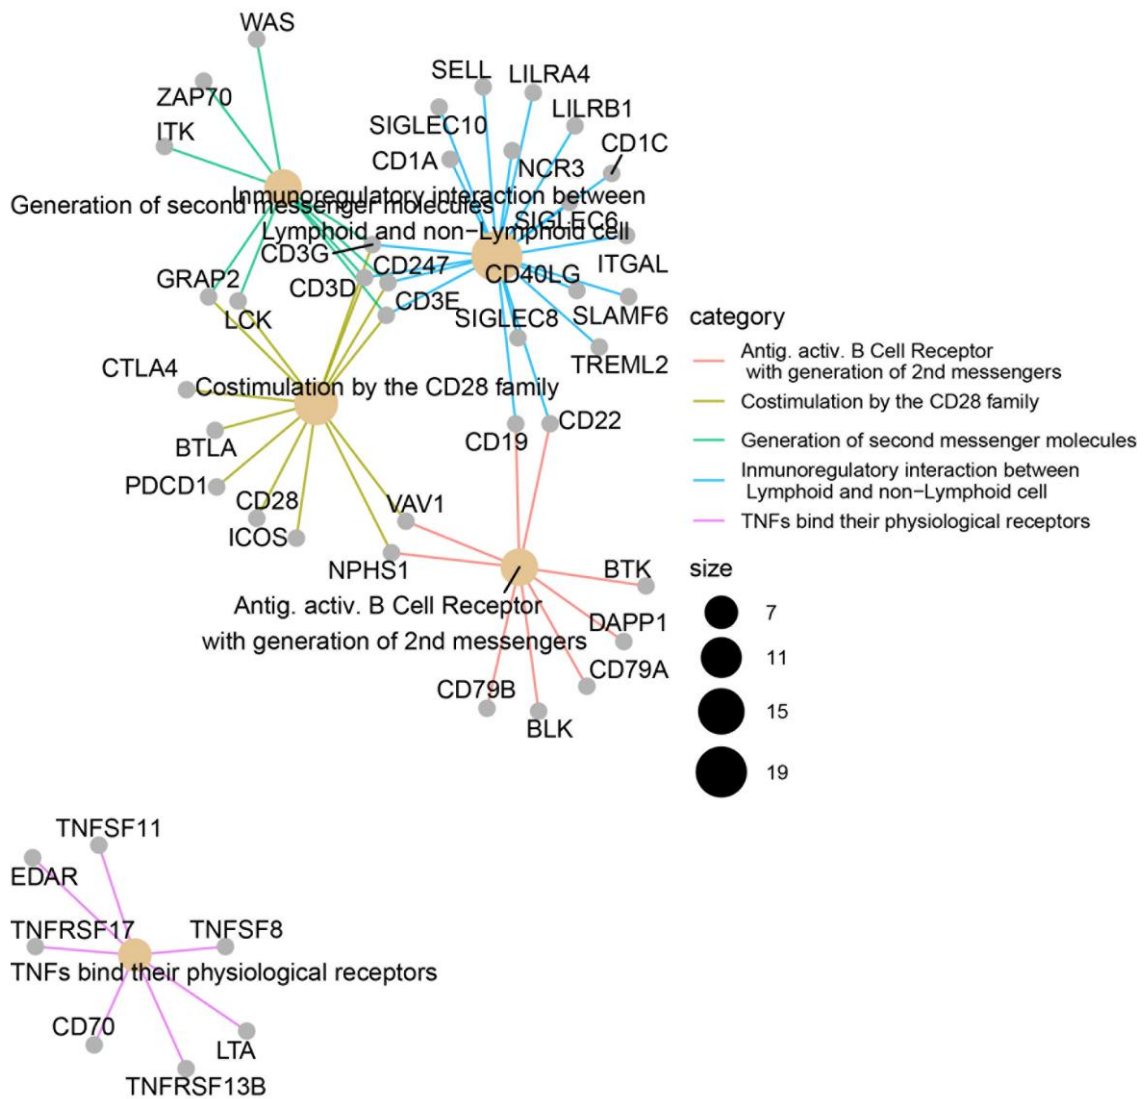 WAS
SELL
LILRA4
ZAP70
LILRB1
SIGLEC10
ITK
CD1C
CD1A
NCR3
Inmunoregulatory interaction between
Generation of second messenger molecules
SIGLEC6
Lymphoid and non−Lymphoid cell
CD3G
CD247
ITGAL
GRAP2
CD3D
CD40LG
CD3E
LCK
SIGLEC8
SLAMF6
category
TREML2
Antig. activ. B Cell Receptor
with generation of 2nd messengers
CTLA4
Costimulation by the CD28 family
Costimulation by the CD28 family
BTLA
CD19
CD22
Generation of second messenger molecules
Inmunoregulatory interaction between
Lymphoid and non−Lymphoid cell
PDCD1
CD28
VAV1
TNFs bind their physiological receptors
ICOS
NPHS1
BTK
size
Antig. activ. B Cell Receptor
7
with generation of 2nd messengers
DAPP1
11
CD79A
CD79B
15
BLK
19
TNFSF11
EDAR
TNFRSF17
TNFSF8
TNFs bind their physiological receptors
CD70
LTA
TNFRSF13B